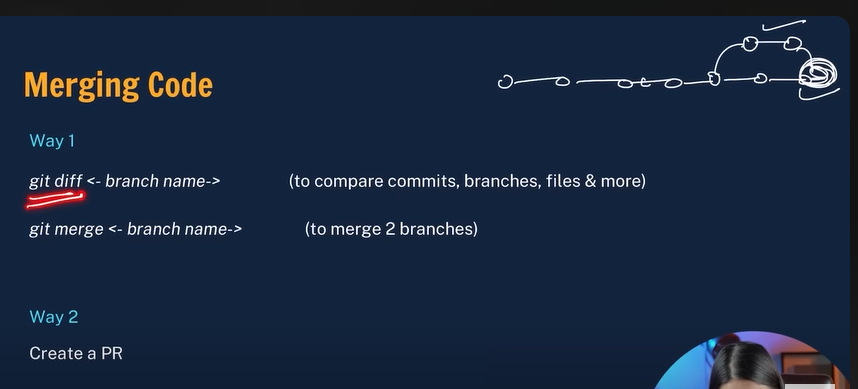 Merging Code
Way 1
git diff <- branch name-> (to compare commits, branches, files & more)
git merge <- branch name-> (to merge 2 branches)
Way 2
Create a PR